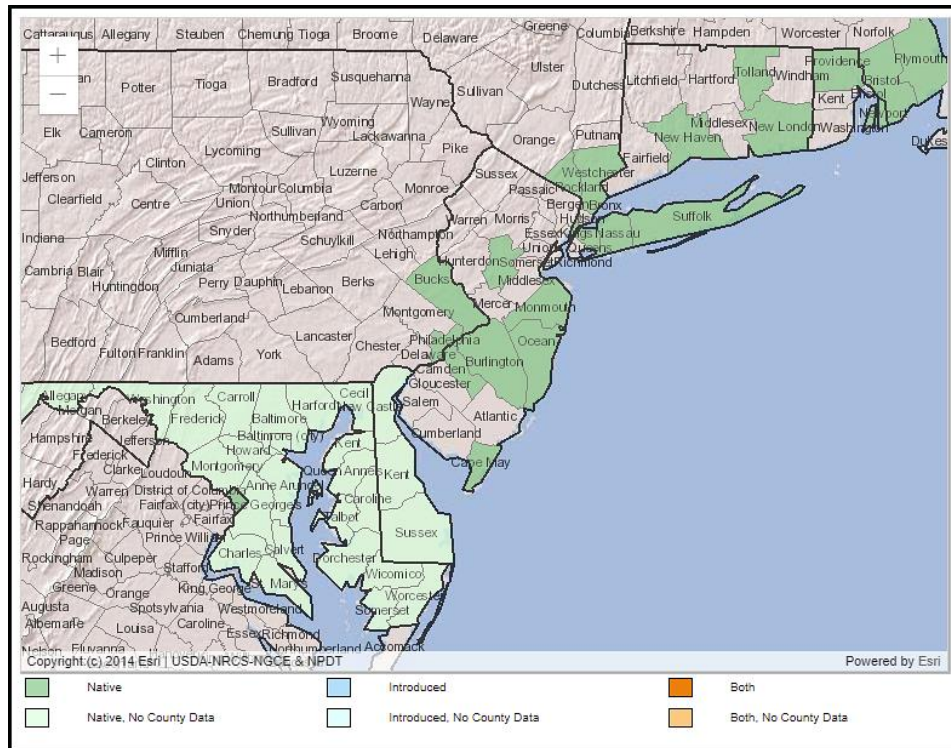 Cattaraugus Allegany Steuben Chemung Tioga Broome Delaware Greene Columbia Berkshire Hampden Worcester Norfolk
+
−
Potter Tioga Bradford Susquehanna Wayne Sullivan Ulster Dutchess Litchfield Hartford Tolland Windham Providence Bristol Plymouth
Elk Cameron Lycoming Sullivan Wyoming Lackawanna Pike Orange Putnam Fairfield New Haven Middlesex New London Kent Washington Bristol Newport Dukes
Jefferson Clinton Clearfield Centre Montour Columbia Union Luzerne Monroe Sussex Passaic Westchester Rockland
Northumberland Carbon Warren Morris Bergen Bronx Hudson Suffolk
Indiana Snyder Schuylkill Northampton Essex Kings Nassau
Mifflin Lehigh Hunterdon Union Queens Somerset Richmond
Cambria Blair Juniata Huntingdon Perry Dauphin Lebanon Berks Bucks Middlesex
Cumberland Montgomery Mercer Monmouth
Bedford Lancaster Chester Philadelphia Ocean
Fulton Franklin Adams York Delaware Camden Burlington
Gloucester
Allegany Washington Carroll Cecil New Castle Salem Atlantic
Morgan Berkeley Frederick Baltimore Harford Cumberland
Hampshire Jefferson Baltimore (city) Kent Cape May
Frederick Howard
Hardy Clarke Loudoun Montgomery Queen Annes Kent
Warren District of Columbia Anne Arundel Caroline
Shenandoah Fairfax (city) Prince Georges Talbot
Rappahannock Fauquier Fairfax
Page Prince William Sussex
Rockingham Culpeper Charles Calvert Dorchester
Madison Stafford
Greene Orange King George St. Marys Wicomico
Augusta Spotsylvania Westmoreland Somerset Worcester
Albemarle Louisa Caroline Essex Richmond
Nelson Fluvanna Northumberland Accomack
Copyright:(c) 2014 Esri | USDA-NRCS-NGCE & NPDT Powered by Esri
Native Introduced Both
Native, No County Data Introduced, No County Data Both, No County Data